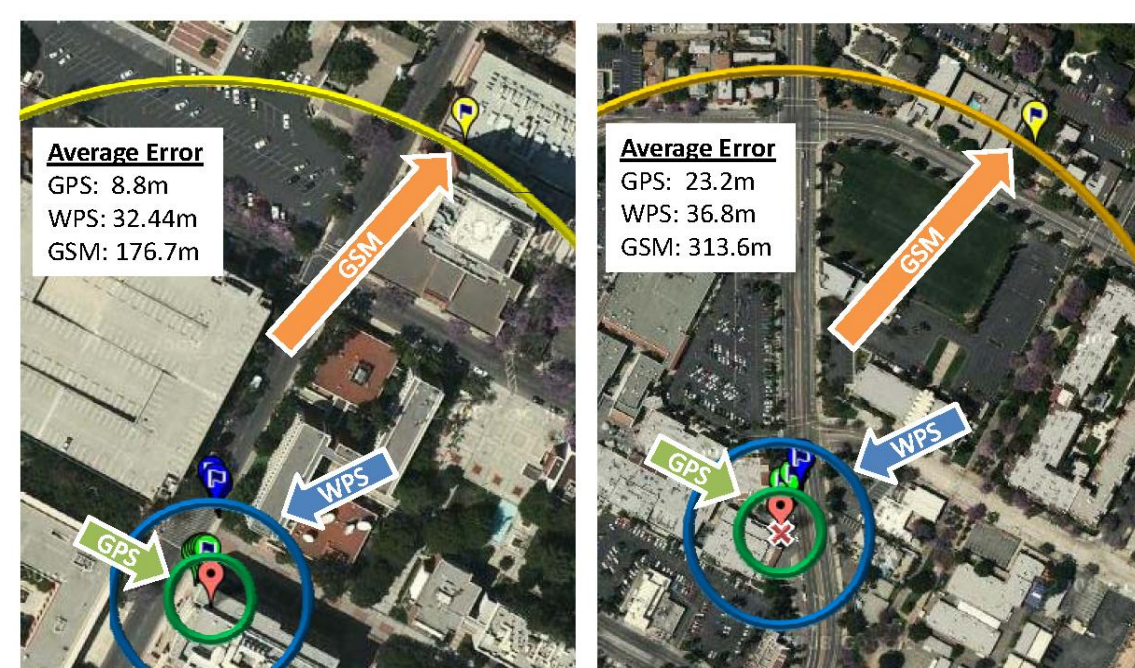 Average Error
GPS: 8.8m
WPS: 32.44m
GSM: 176.7m
GSM
WPS
GPS
Average Error
GPS: 23.2m
WPS: 36.8m
GSM: 313.6m
GSM
WPS
GPS